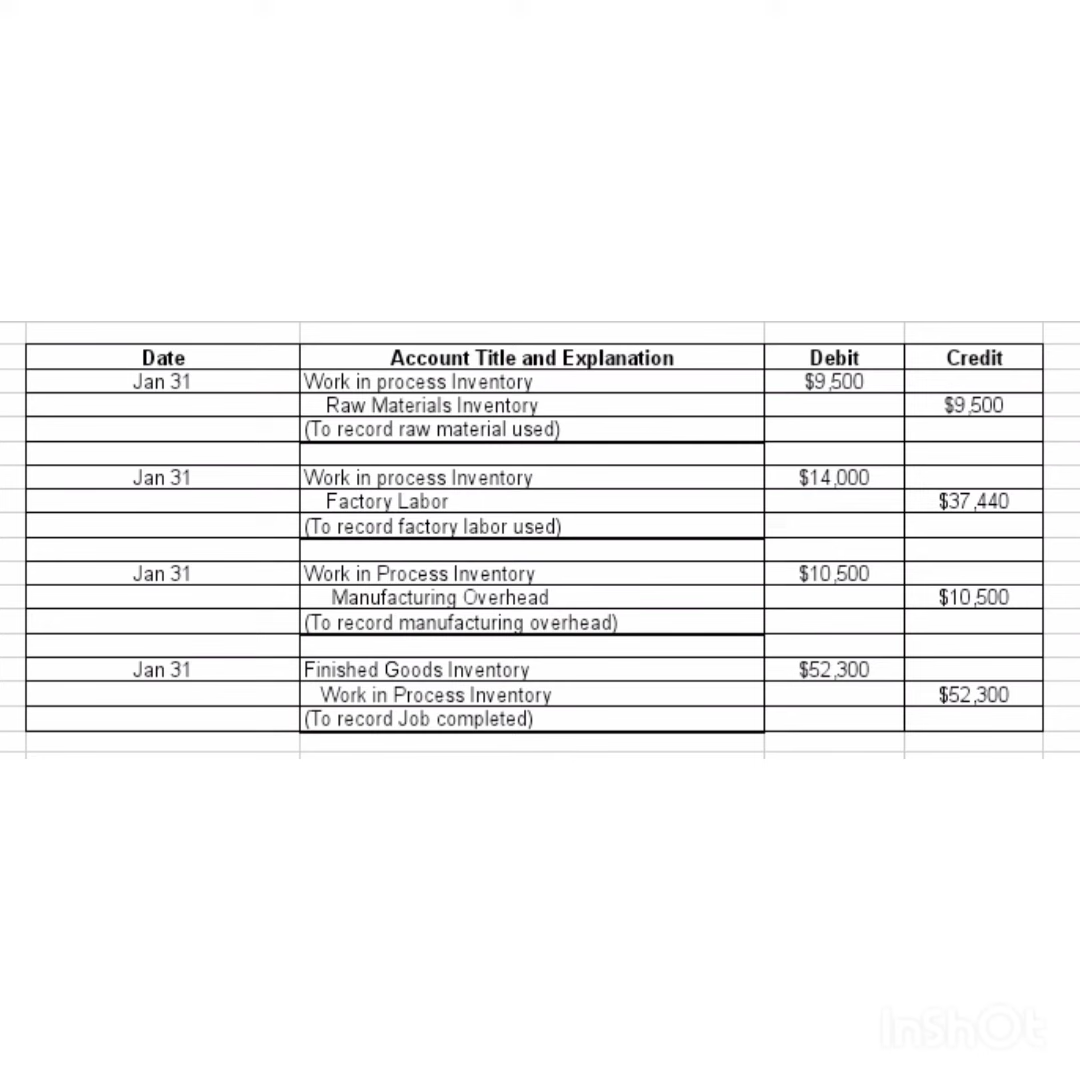 Date Account Title and Explanation Debit Credit
Jan 31 Work in process Inventory $9,500
Raw Materials Inventory $9,500
(To record raw material used)
Jan 31 Work in process Inventory $14,000
Factory Labor $37,440
(To record factory labor used)
Jan 31 Work in Process Inventory $10,500
Manufacturing Overhead $10,500
(To record manufacturing overhead)
Jan 31 Finished Goods Inventory $52,300
Work in Process Inventory $52,300
(To record Job completed)
InShOt